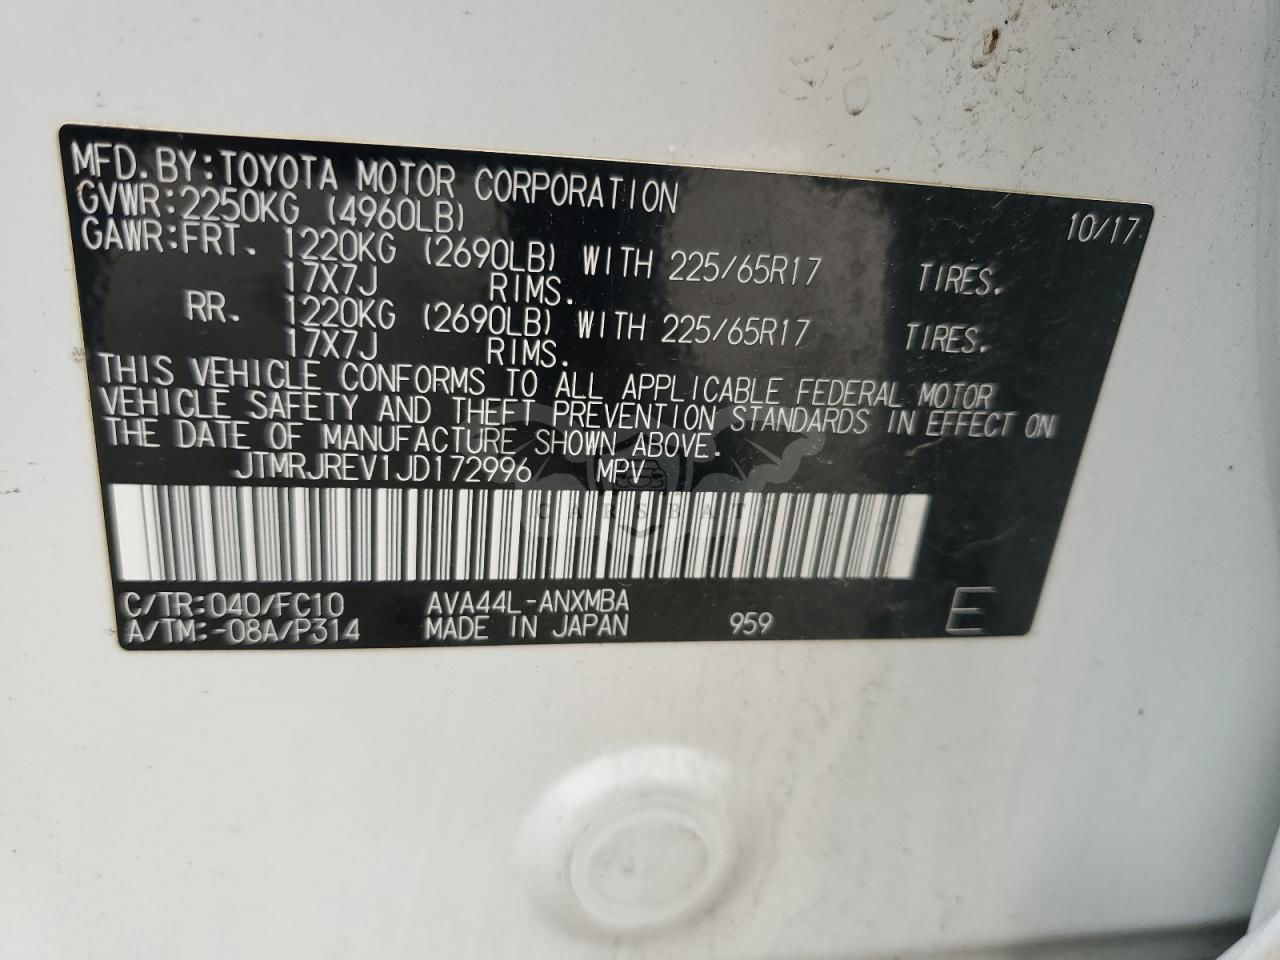 MFD.BY:TOYOTA MOTOR CORPORATION 10/17
GVWR:2250KG (4960LB)
GAWR:FRT. 1220KG (2690LB) WITH 225/65R17 TIRES.
17X7J RIMS.
RR. 1220KG (2690LB) WITH 225/65R17 TIRES.
17X7J RIMS.
THIS VEHICLE CONFORMS TO ALL APPLICABLE FEDERAL MOTOR
VEHICLE SAFETY AND THEFT PREVENTION STANDARDS IN EFFECT ON
THE DATE OF MANUFACTURE SHOWN ABOVE.
JTMRJREV1JD172996 MPV
CARSBAT
C/TR:040/FC10 AVA44L-ANXMBA
A/TM:-08A/P314 MADE IN JAPAN 959 E